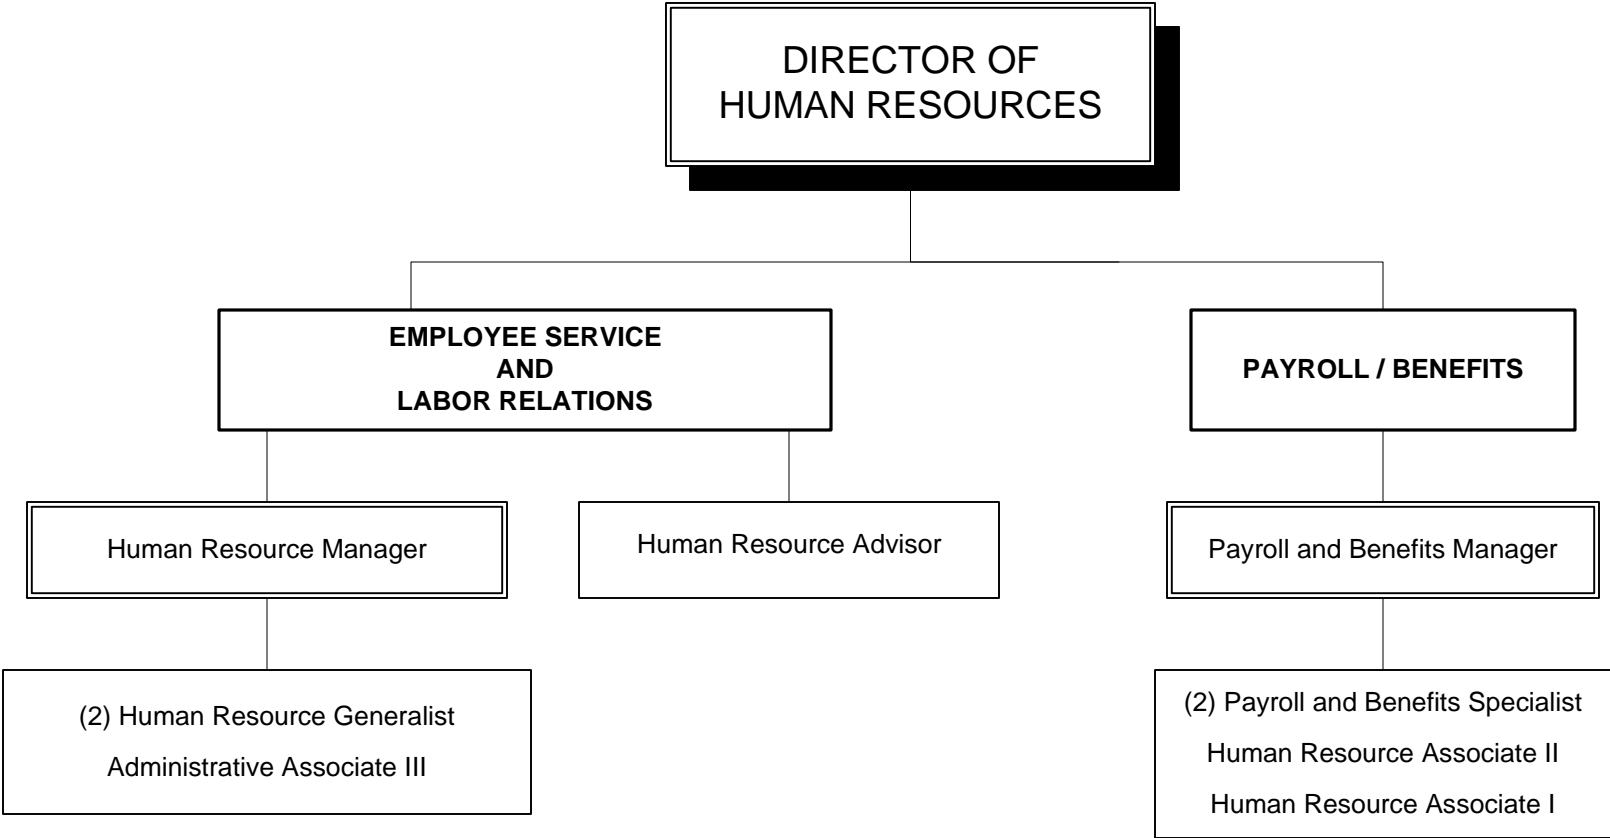 DIRECTOR OF
HUMAN RESOURCES
EMPLOYEE SERVICE
AND
LABOR RELATIONS
PAYROLL / BENEFITS
Human Resource Manager
Human Resource Advisor
Payroll and Benefits Manager
(2) Human Resource Generalist
Administrative Associate III
(2) Payroll and Benefits Specialist
Human Resource Associate II
Human Resource Associate I